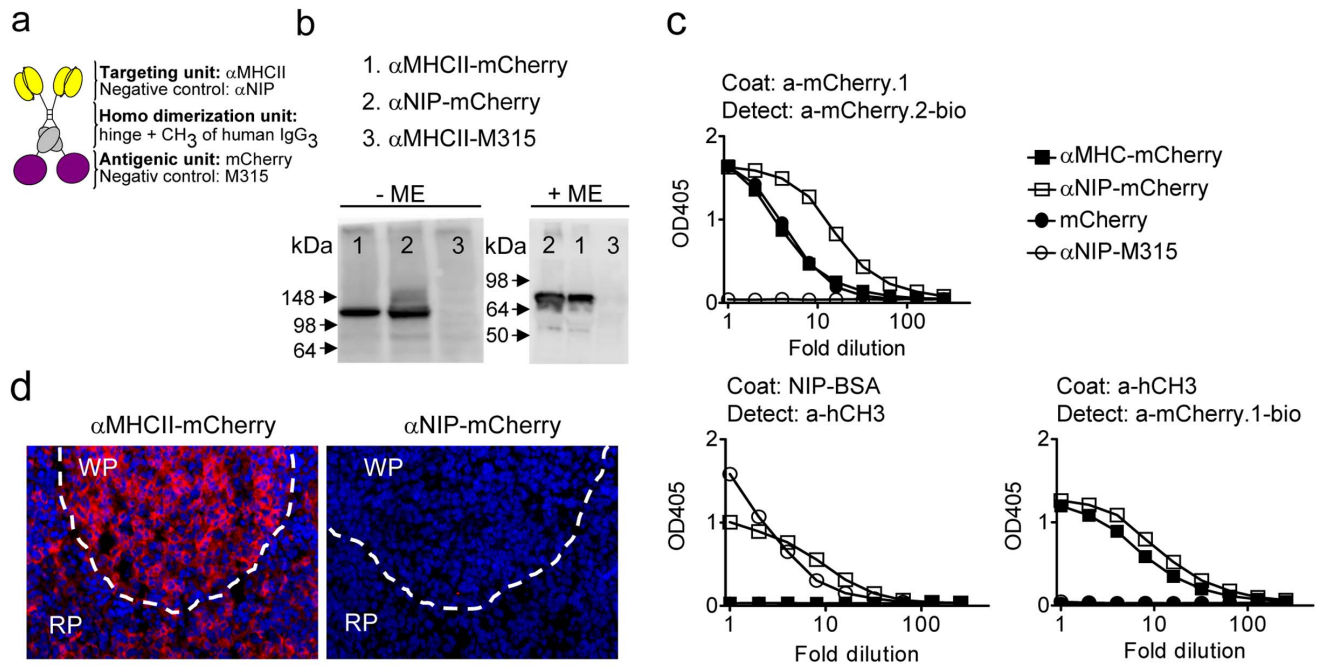 a
Targeting unit: αMHCII
Negative control: αNIP
Homo dimerization unit:
hinge + CH3 of human IgG3
Antigenic unit: mCherry
Negativ control: M315
b
1. αMHCII-mCherry
2. αNIP-mCherry
3. αMHCII-M315
- ME
+ ME
kDa 1 2 3
148
98
64
kDa 2 1 3
98
64
50
c
Coat: a-mCherry.1
Detect: a-mCherry.2-bio
2
1
0
OD405
1 10 100
Fold dilution
αMHC-mCherry
αNIP-mCherry
mCherry
αNIP-M315
Coat: NIP-BSA
Detect: a-hCH3
2
1
0
OD405
1 10 100
Fold dilution
Coat: a-hCH3
Detect: a-mCherry.1-bio
2
1
0
OD405
1 10 100
Fold dilution
d
αMHCII-mCherry
WP
RP
αNIP-mCherry
WP
RP